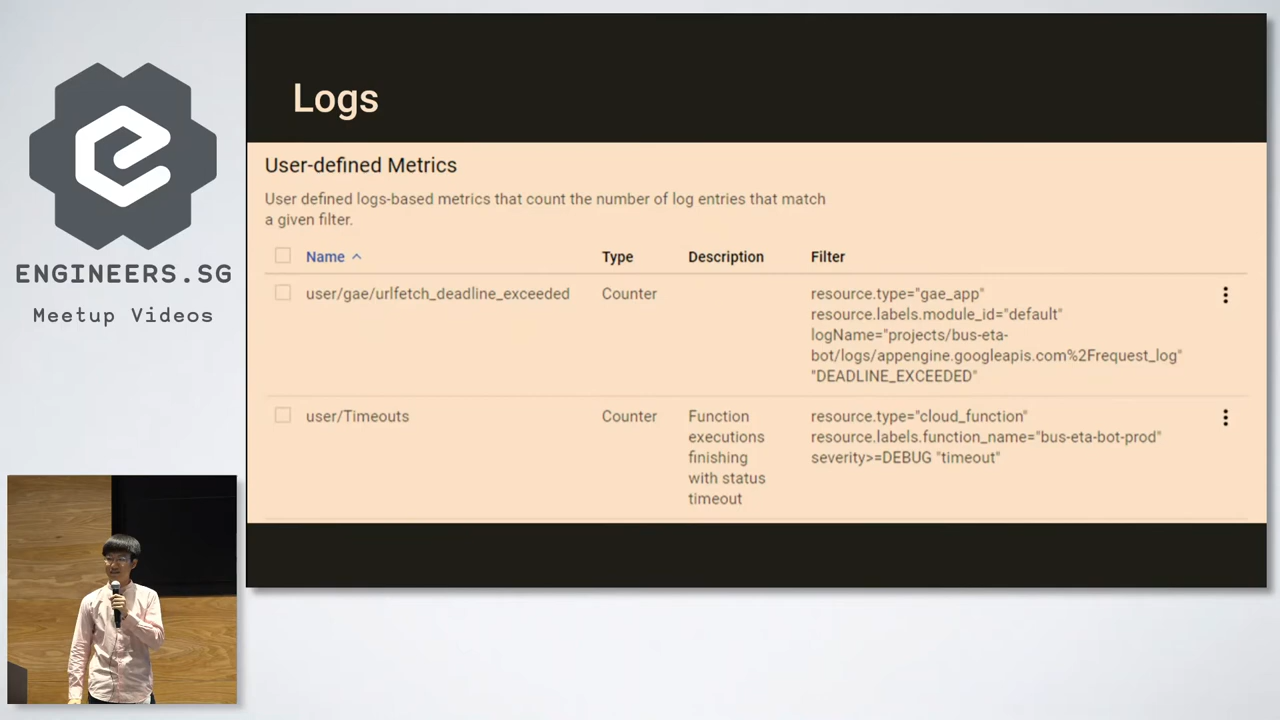 ENGINEERS.SG
Meetup Videos
Logs
User-defined Metrics
User defined logs-based metrics that count the number of log entries that match
a given filter.
Name Type Description Filter
user/gae/urlfetch_deadline_exceeded Counter resource.type="gae_app"
resource.labels.module_id="default"
logName="projects/bus-eta-
bot/logs/appengine.googleapis.com%2Frequest_log"
"DEADLINE_EXCEEDED"
user/Timeouts Counter Function resource.type="cloud_function"
executions resource.labels.function_name="bus-eta-bot-prod"
finishing severity>=DEBUG "timeout"
with status
timeout